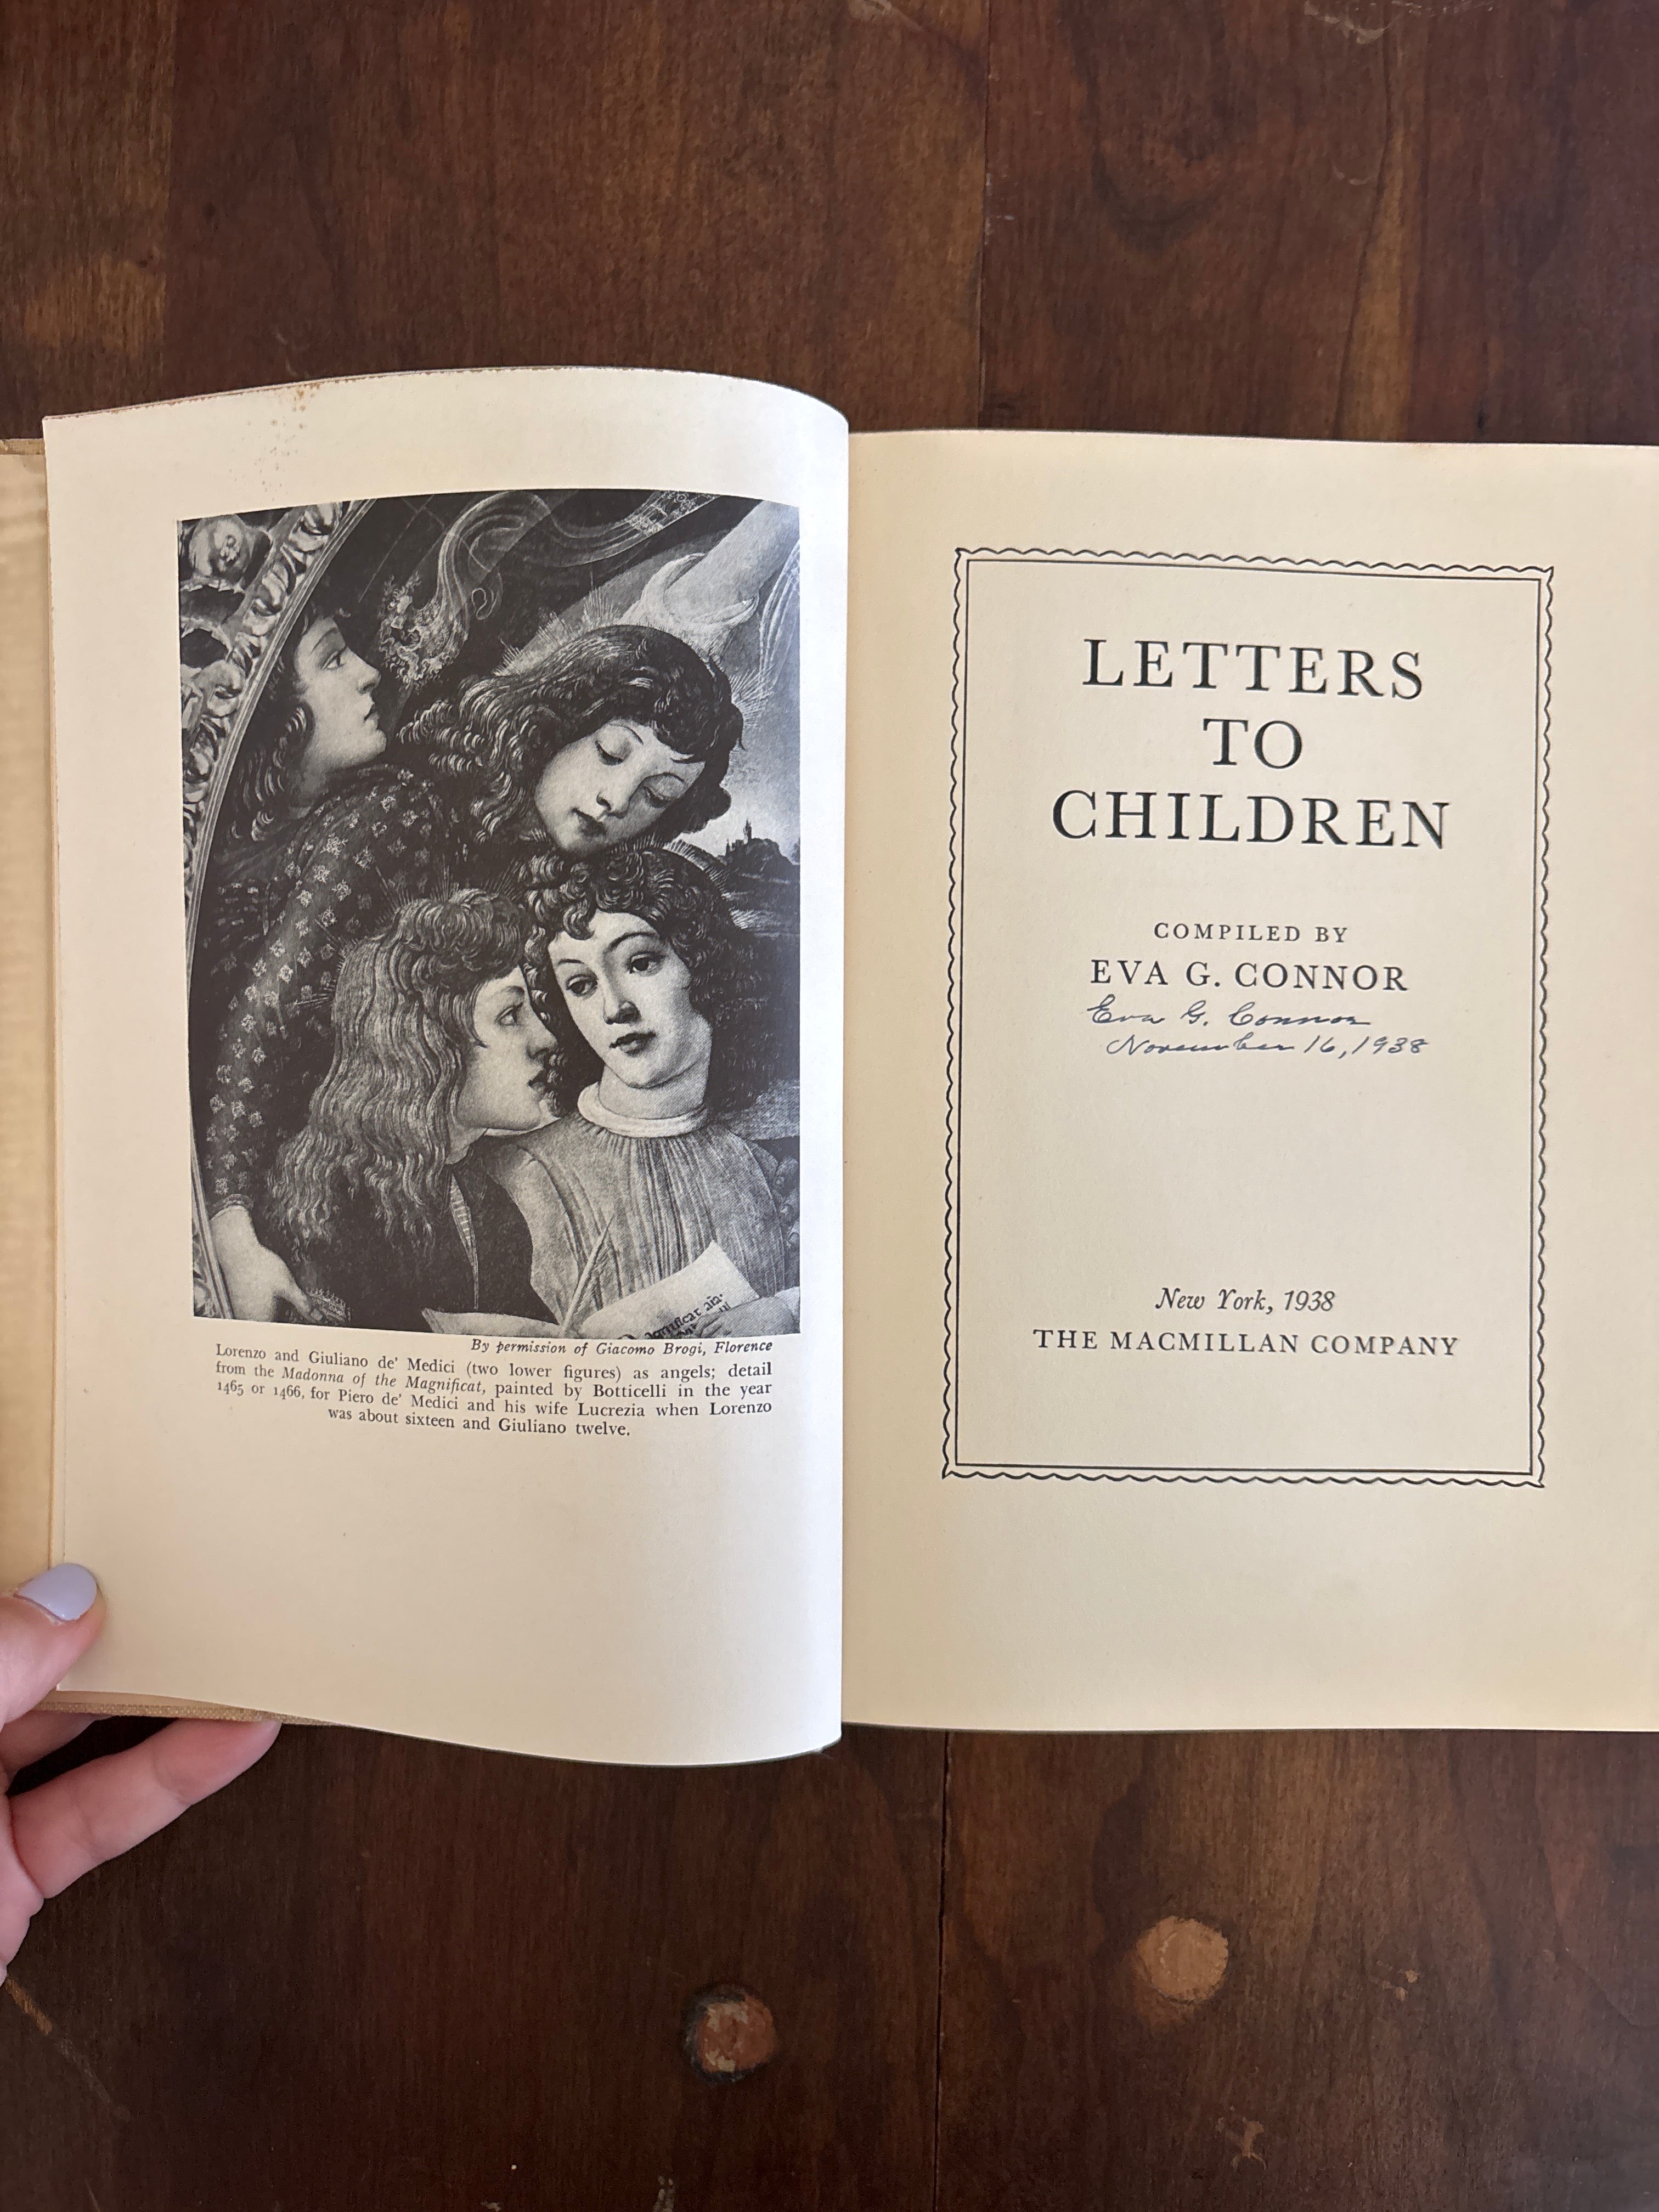 agnificat aia·
By permission of Giacomo Brogi, Florence
Lorenzo and Giuliano de' Medici (two lower figures) as angels; detail
from the Madonna of the Magnificat, painted by Botticelli in the year
1465 or 1466, for Piero de' Medici and his wife Lucrezia when Lorenzo
was about sixteen and Giuliano twelve.
LETTERS
TO
CHILDREN
COMPILED BY
EVA G. CONNOR
Eva G. Connor
November 16, 1938
New York, 1938
THE MACMILLAN COMPANY